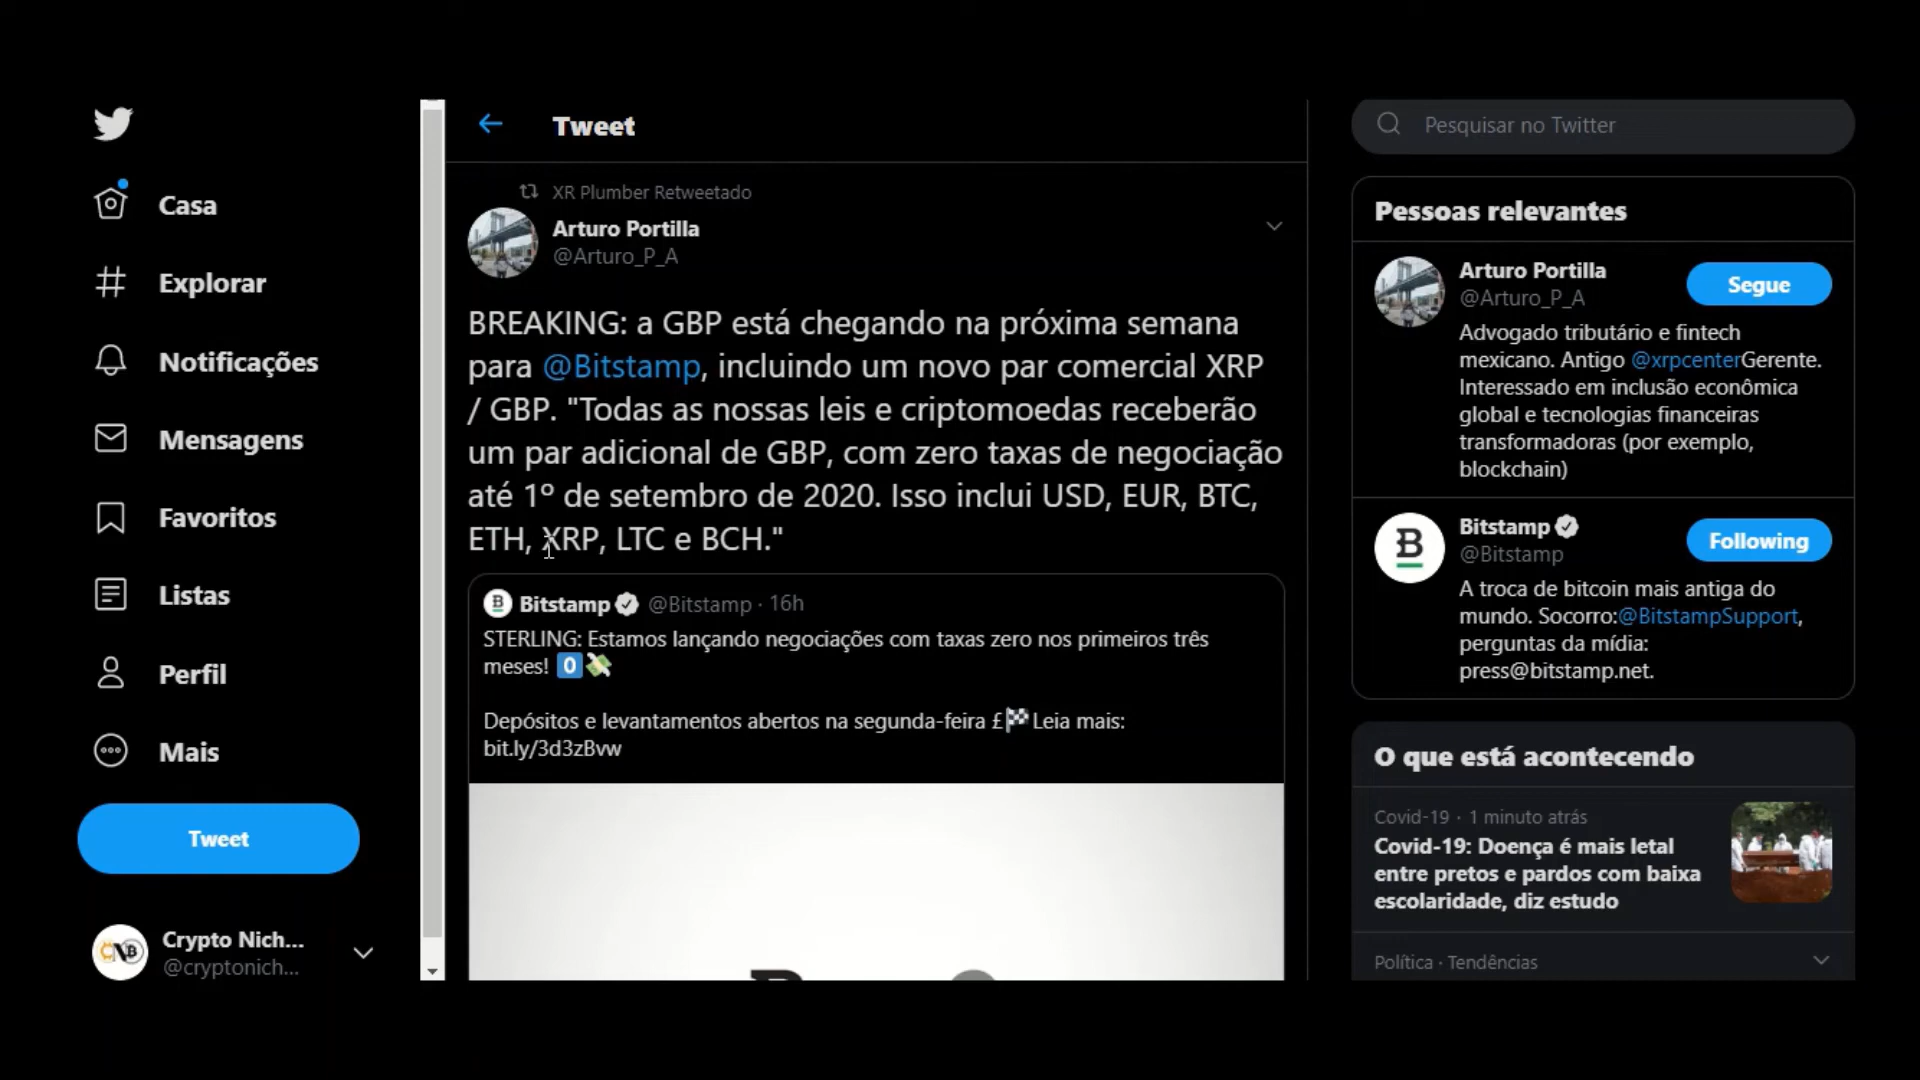 Casa
Explorar
Notificações
Mensagens
Favoritos
Listas
Perfil
Mais
Tweet
Crypto Nich...
@cryptonich...
Tweet
XR Plumber Retweetado
Arturo Portilla
@Arturo_P_A
BREAKING: a GBP está chegando na próxima semana
para @Bitstamp, incluindo um novo par comercial XRP
/ GBP. "Todas as nossas leis e criptomoedas receberão
um par adicional de GBP, com zero taxas de negociação
até 1º de setembro de 2020. Isso inclui USD, EUR, BTC,
ETH, XRP, LTC e BCH."
Bitstamp @Bitstamp · 16h
STERLING: Estamos lançando negociações com taxas zero nos primeiros três
meses! 0
Depósitos e levantamentos abertos na segunda-feira £ Leia mais:
bit.ly/3d3zBvw
Pesquisar no Twitter
Pessoas relevantes
Arturo Portilla
@Arturo_P_A
Segue
Advogado tributário e fintech
mexicano. Antigo @xrpcenterGerente.
Interessado em inclusão econômica
global e tecnologias financeiras
transformadoras (por exemplo,
blockchain)
Bitstamp
@Bitstamp
Following
A troca de bitcoin mais antiga do
mundo. Socorro:@BitstampSupport,
perguntas da mídia:
press@bitstamp.net.
O que está acontecendo
Covid-19 · 1 minuto atrás
Covid-19: Doença é mais letal
entre pretos e pardos com baixa
escolaridade, diz estudo
Política · Tendências